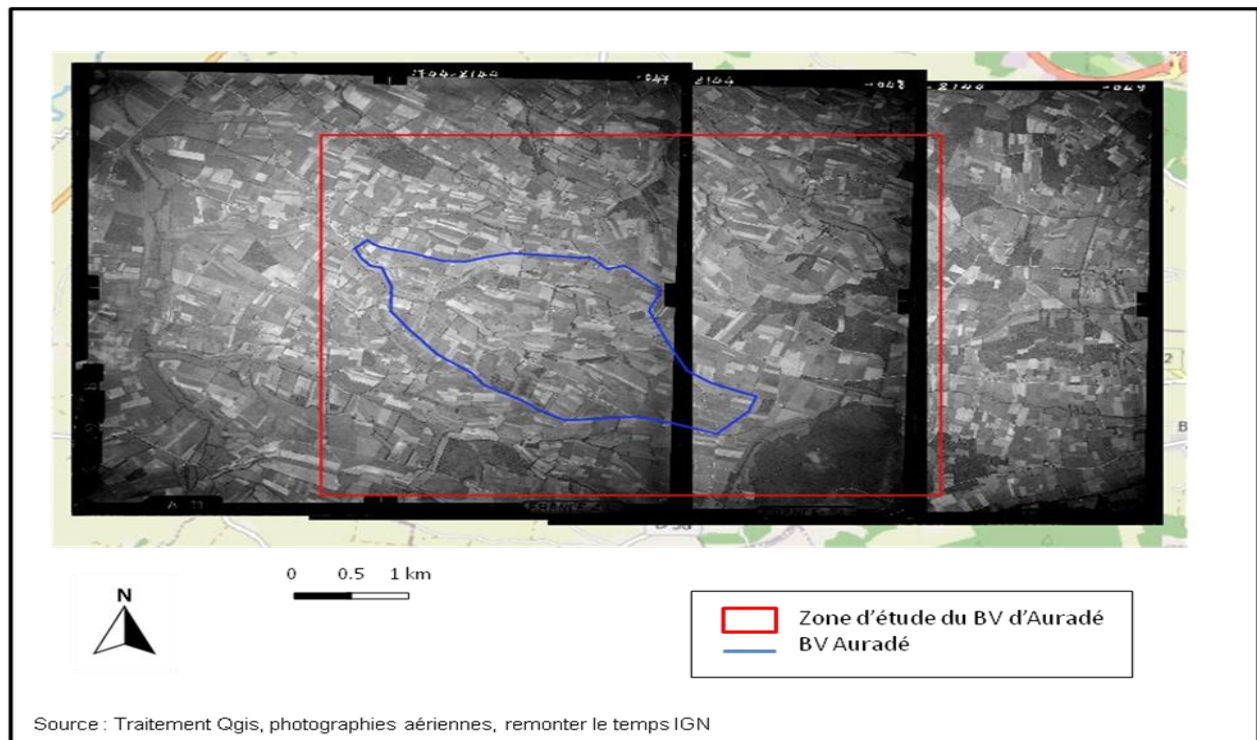 FRANCE
N
0 0.5 1 km
Zone d'étude du BV d'Auradé
BV Auradé
Source : Traitement Qgis, photographies aériennes, remonter le temps IGN